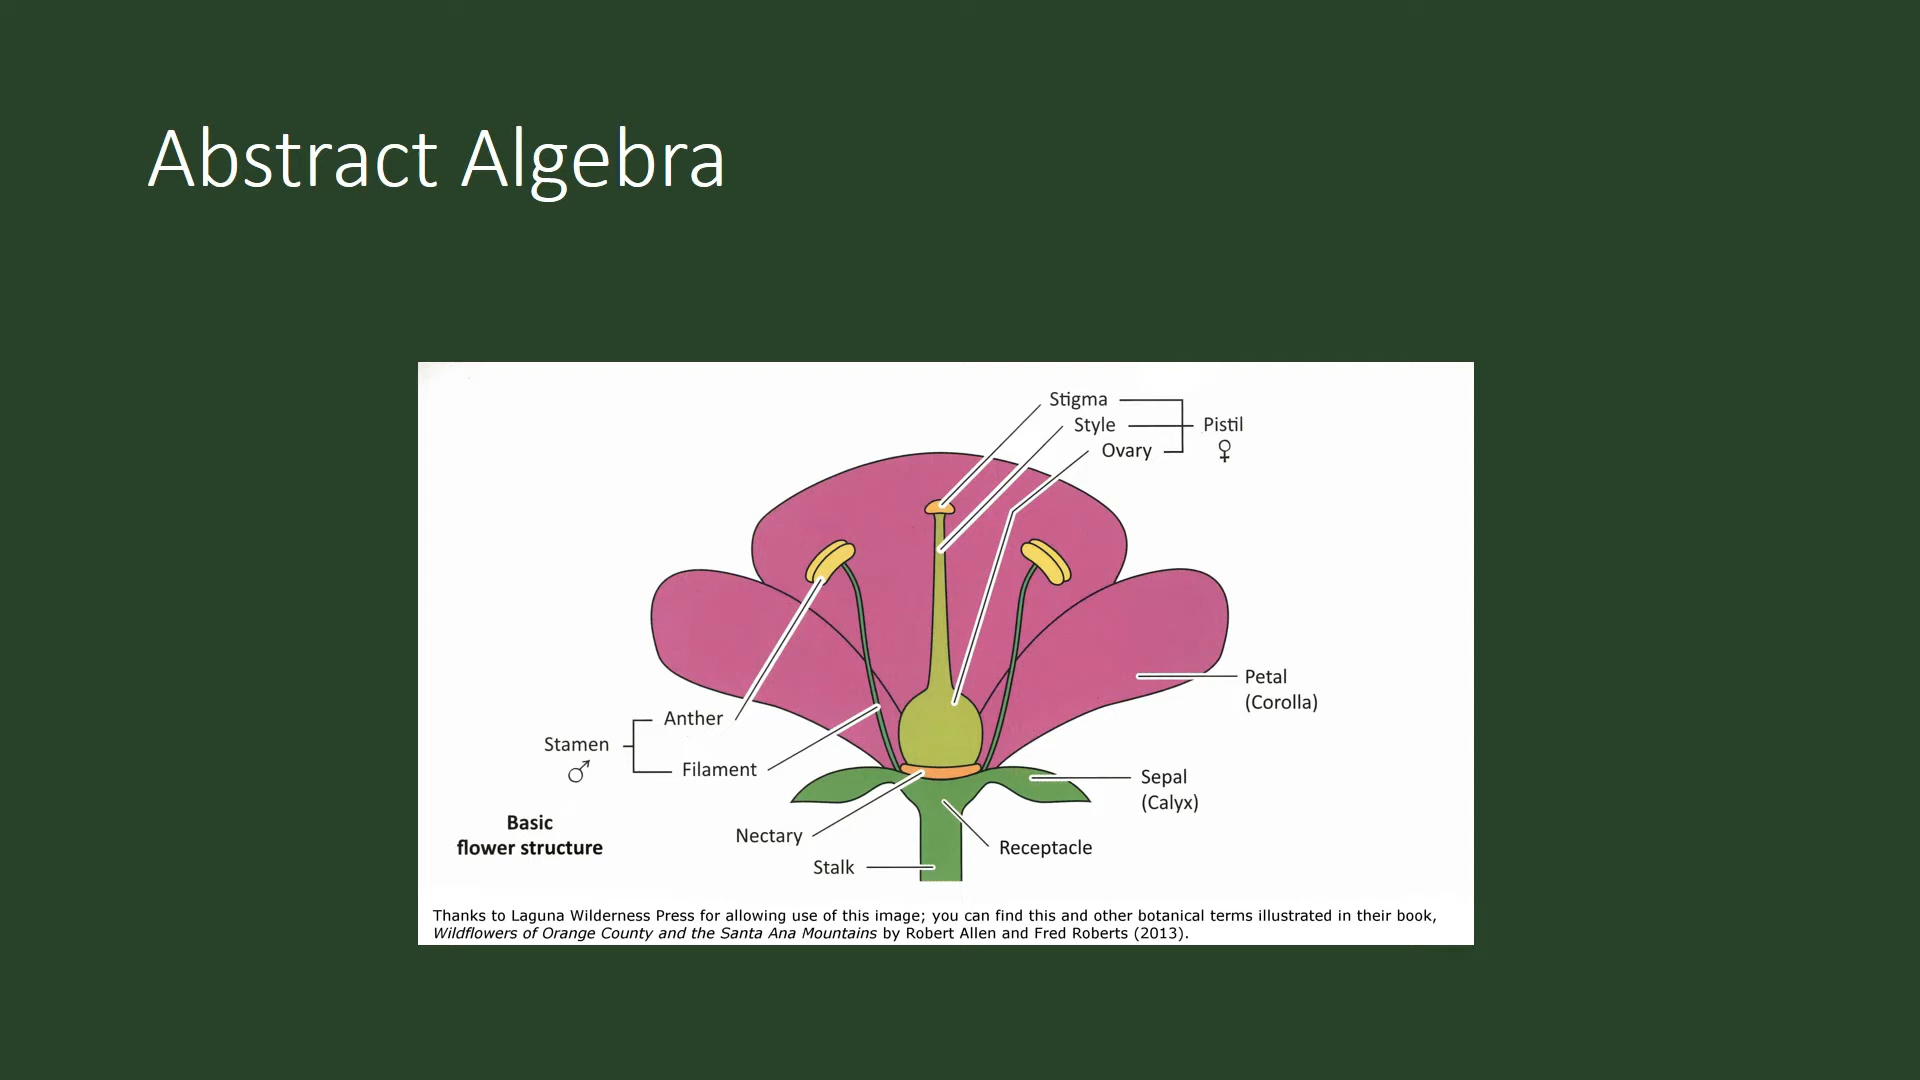 Abstract Algebra
Stigma
Style
Ovary
Pistil
♀
Petal
(Corolla)
Anther
Stamen
♂
Filament
Sepal
(Calyx)
Basic
flower structure
Nectary
Receptacle
Stalk
Thanks to Laguna Wilderness Press for allowing use of this image; you can find this and other botanical terms illustrated in their book,
Wildflowers of Orange County and the Santa Ana Mountains by Robert Allen and Fred Roberts (2013).